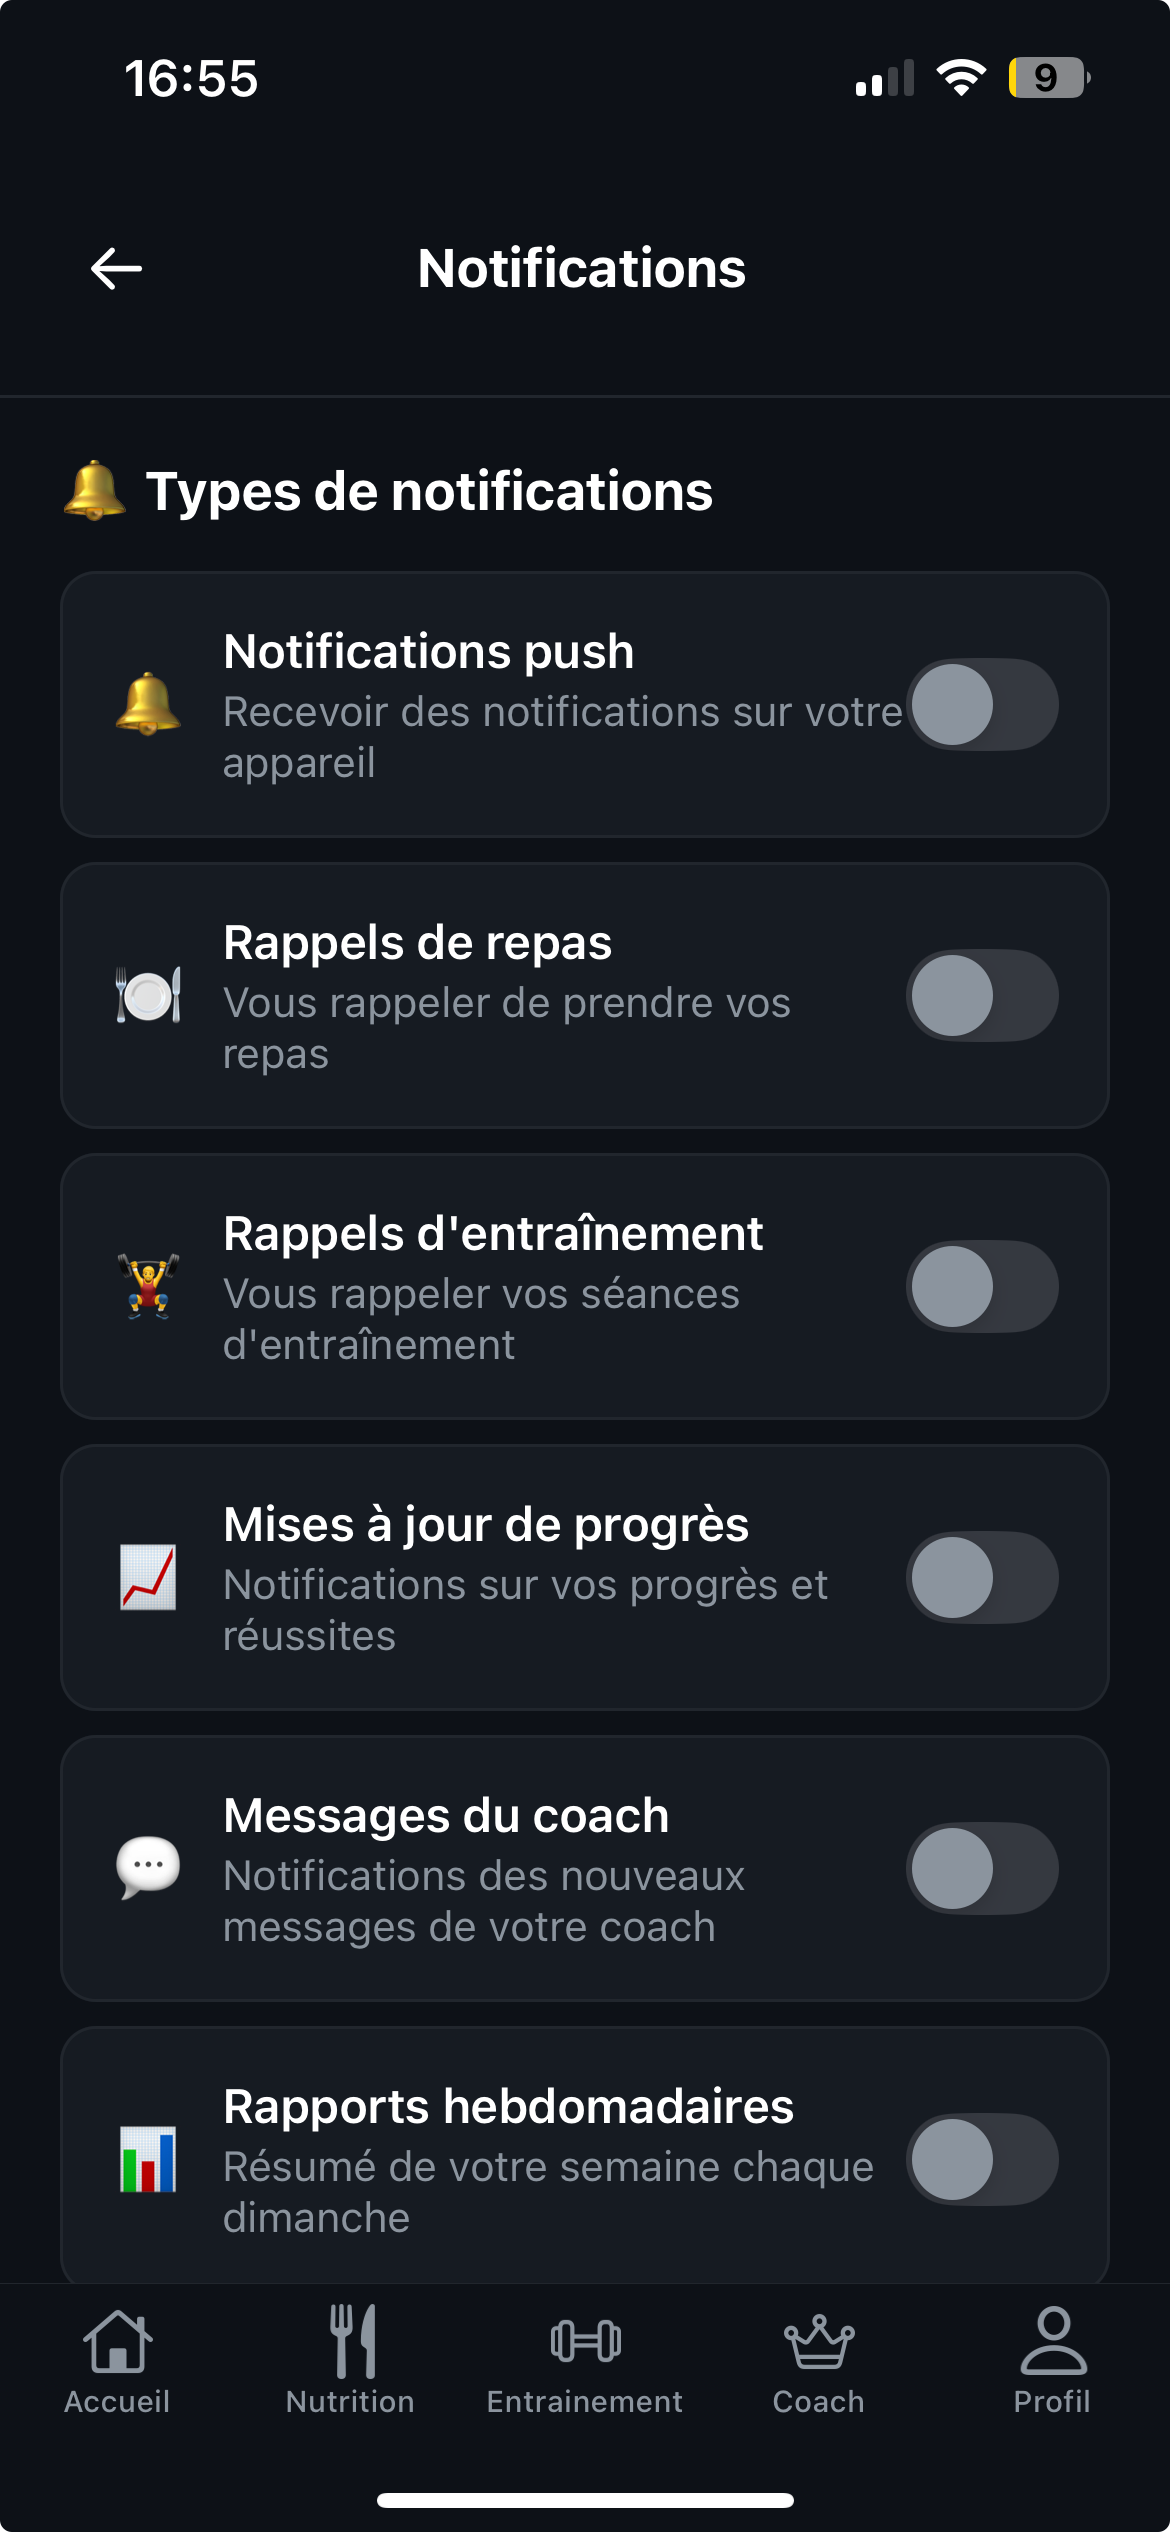 16:55
9
Notifications
Types de notifications
Notifications push
Recevoir des notifications sur votre
appareil
Rappels de repas
Vous rappeler de prendre vos
repas
Rappels d'entraînement
Vous rappeler vos séances
d'entraînement
Mises à jour de progrès
Notifications sur vos progrès et
réussites
Messages du coach
Notifications des nouveaux
messages de votre coach
Rapports hebdomadaires
Résumé de votre semaine chaque
dimanche
Accueil
Nutrition
Entrainement
Coach
Profil